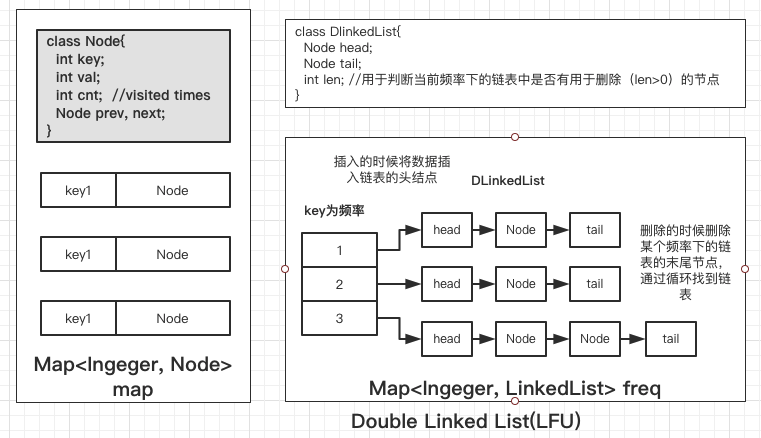 class Node{
int key;
int val;
int cnt; //visited times
Node prev, next;
}
key1 Node
key1 Node
key1 Node
Map<Ingeger, Node>
map
class DlinkedList{
Node head;
Node tail;
int len; //用于判断当前频率下的链表中是否有用于删除（len>0）的节点
}
插入的时候将数据插
入链表的头结点
DLinkedList
key为频率
1
2
3
head Node tail
head Node tail
head Node Node tail
删除的时候删除
某个频率下的链
表的末尾节点，
通过循环找到链
表
Map<Ingeger, LinkedList> freq
Double Linked List(LFU)